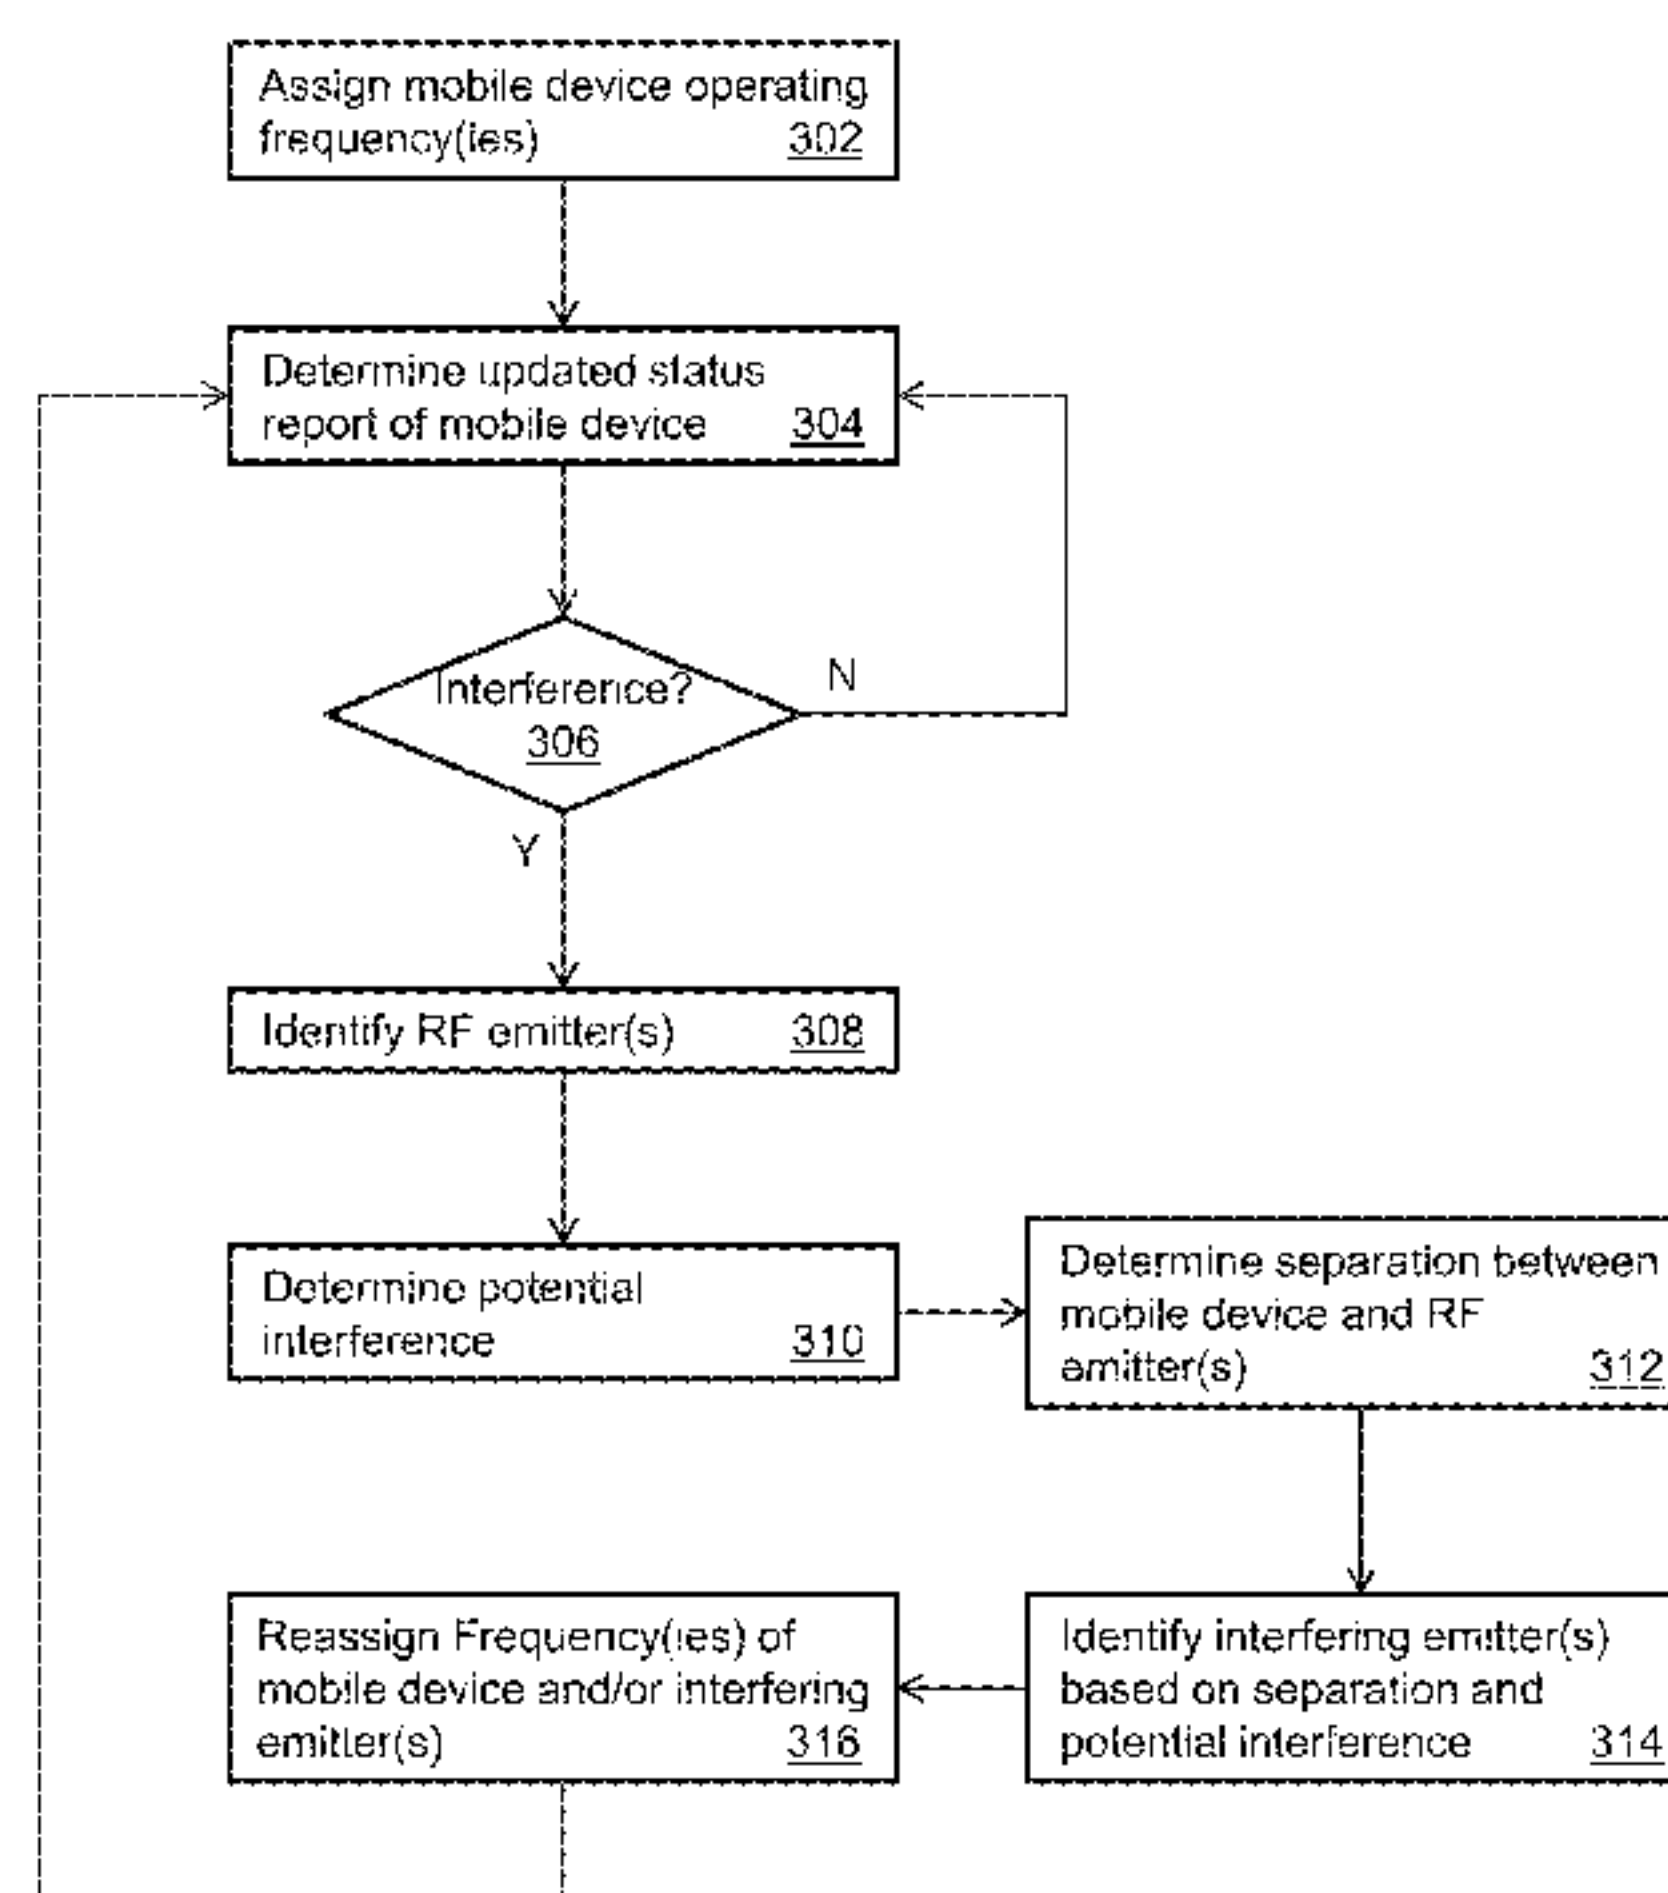 Assign mobile device operating
frequency(ies) 302
Determine updated status
report of mobile device 304
Interference?
306
N
Y
Identify RF emitter(s) 308
Determine potential
interference 310
Determine separation between
mobile device and RF
emitter(s) 312
Identify interfering emitter(s)
based on separation and
potential interference 314
Reassign Frequency(ies) of
mobile device and/or interfering
emitter(s) 316